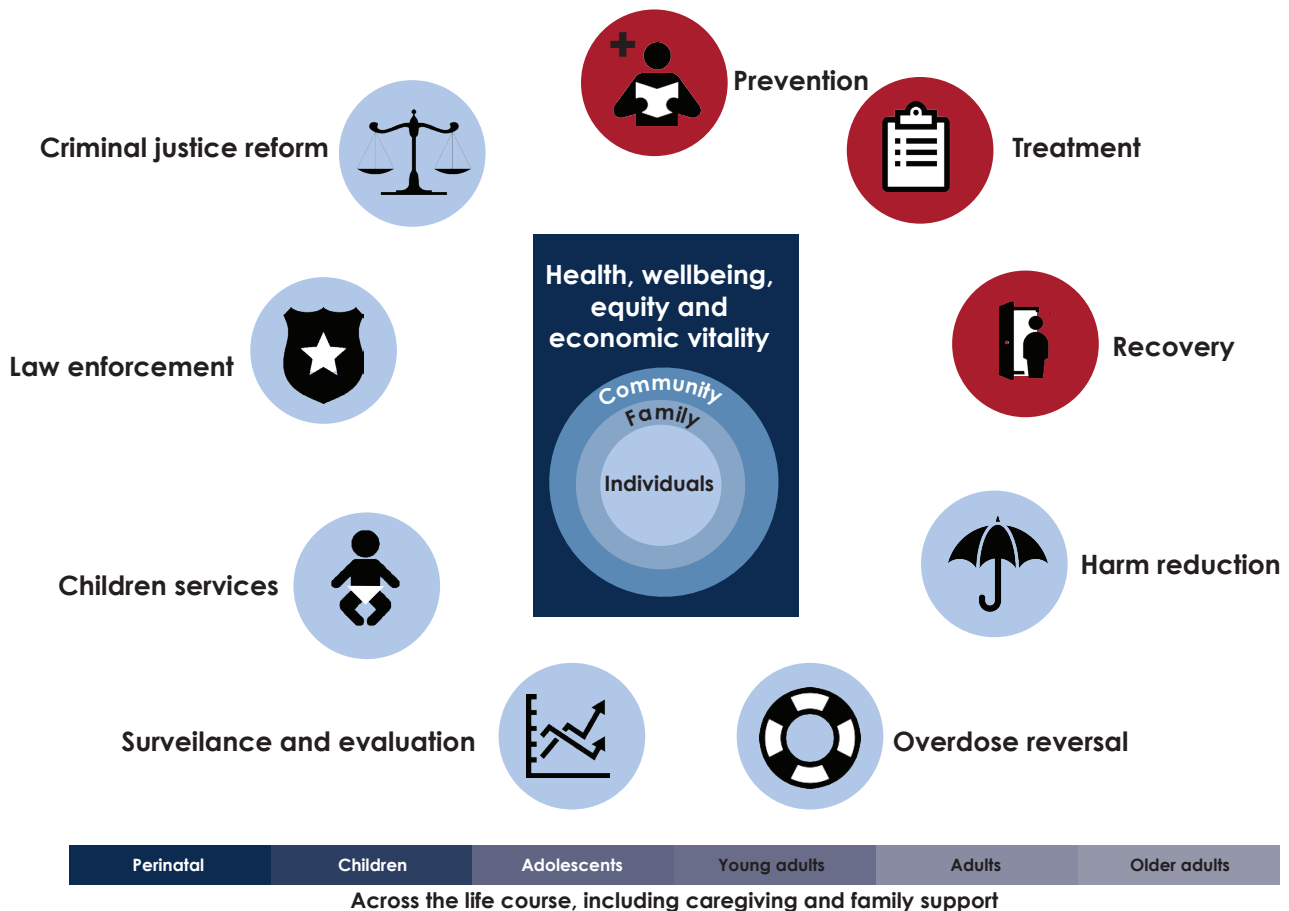 Prevention
Treatment
Recovery
Harm reduction
Overdose reversal
Surveilance and evaluation
Children services
Law enforcement
Criminal justice reform
Health, wellbeing,
equity and
economic vitality
Community
Family
Individuals
Perinatal
Children
Adolescents
Young adults
Adults
Older adults
Across the life course, including caregiving and family support